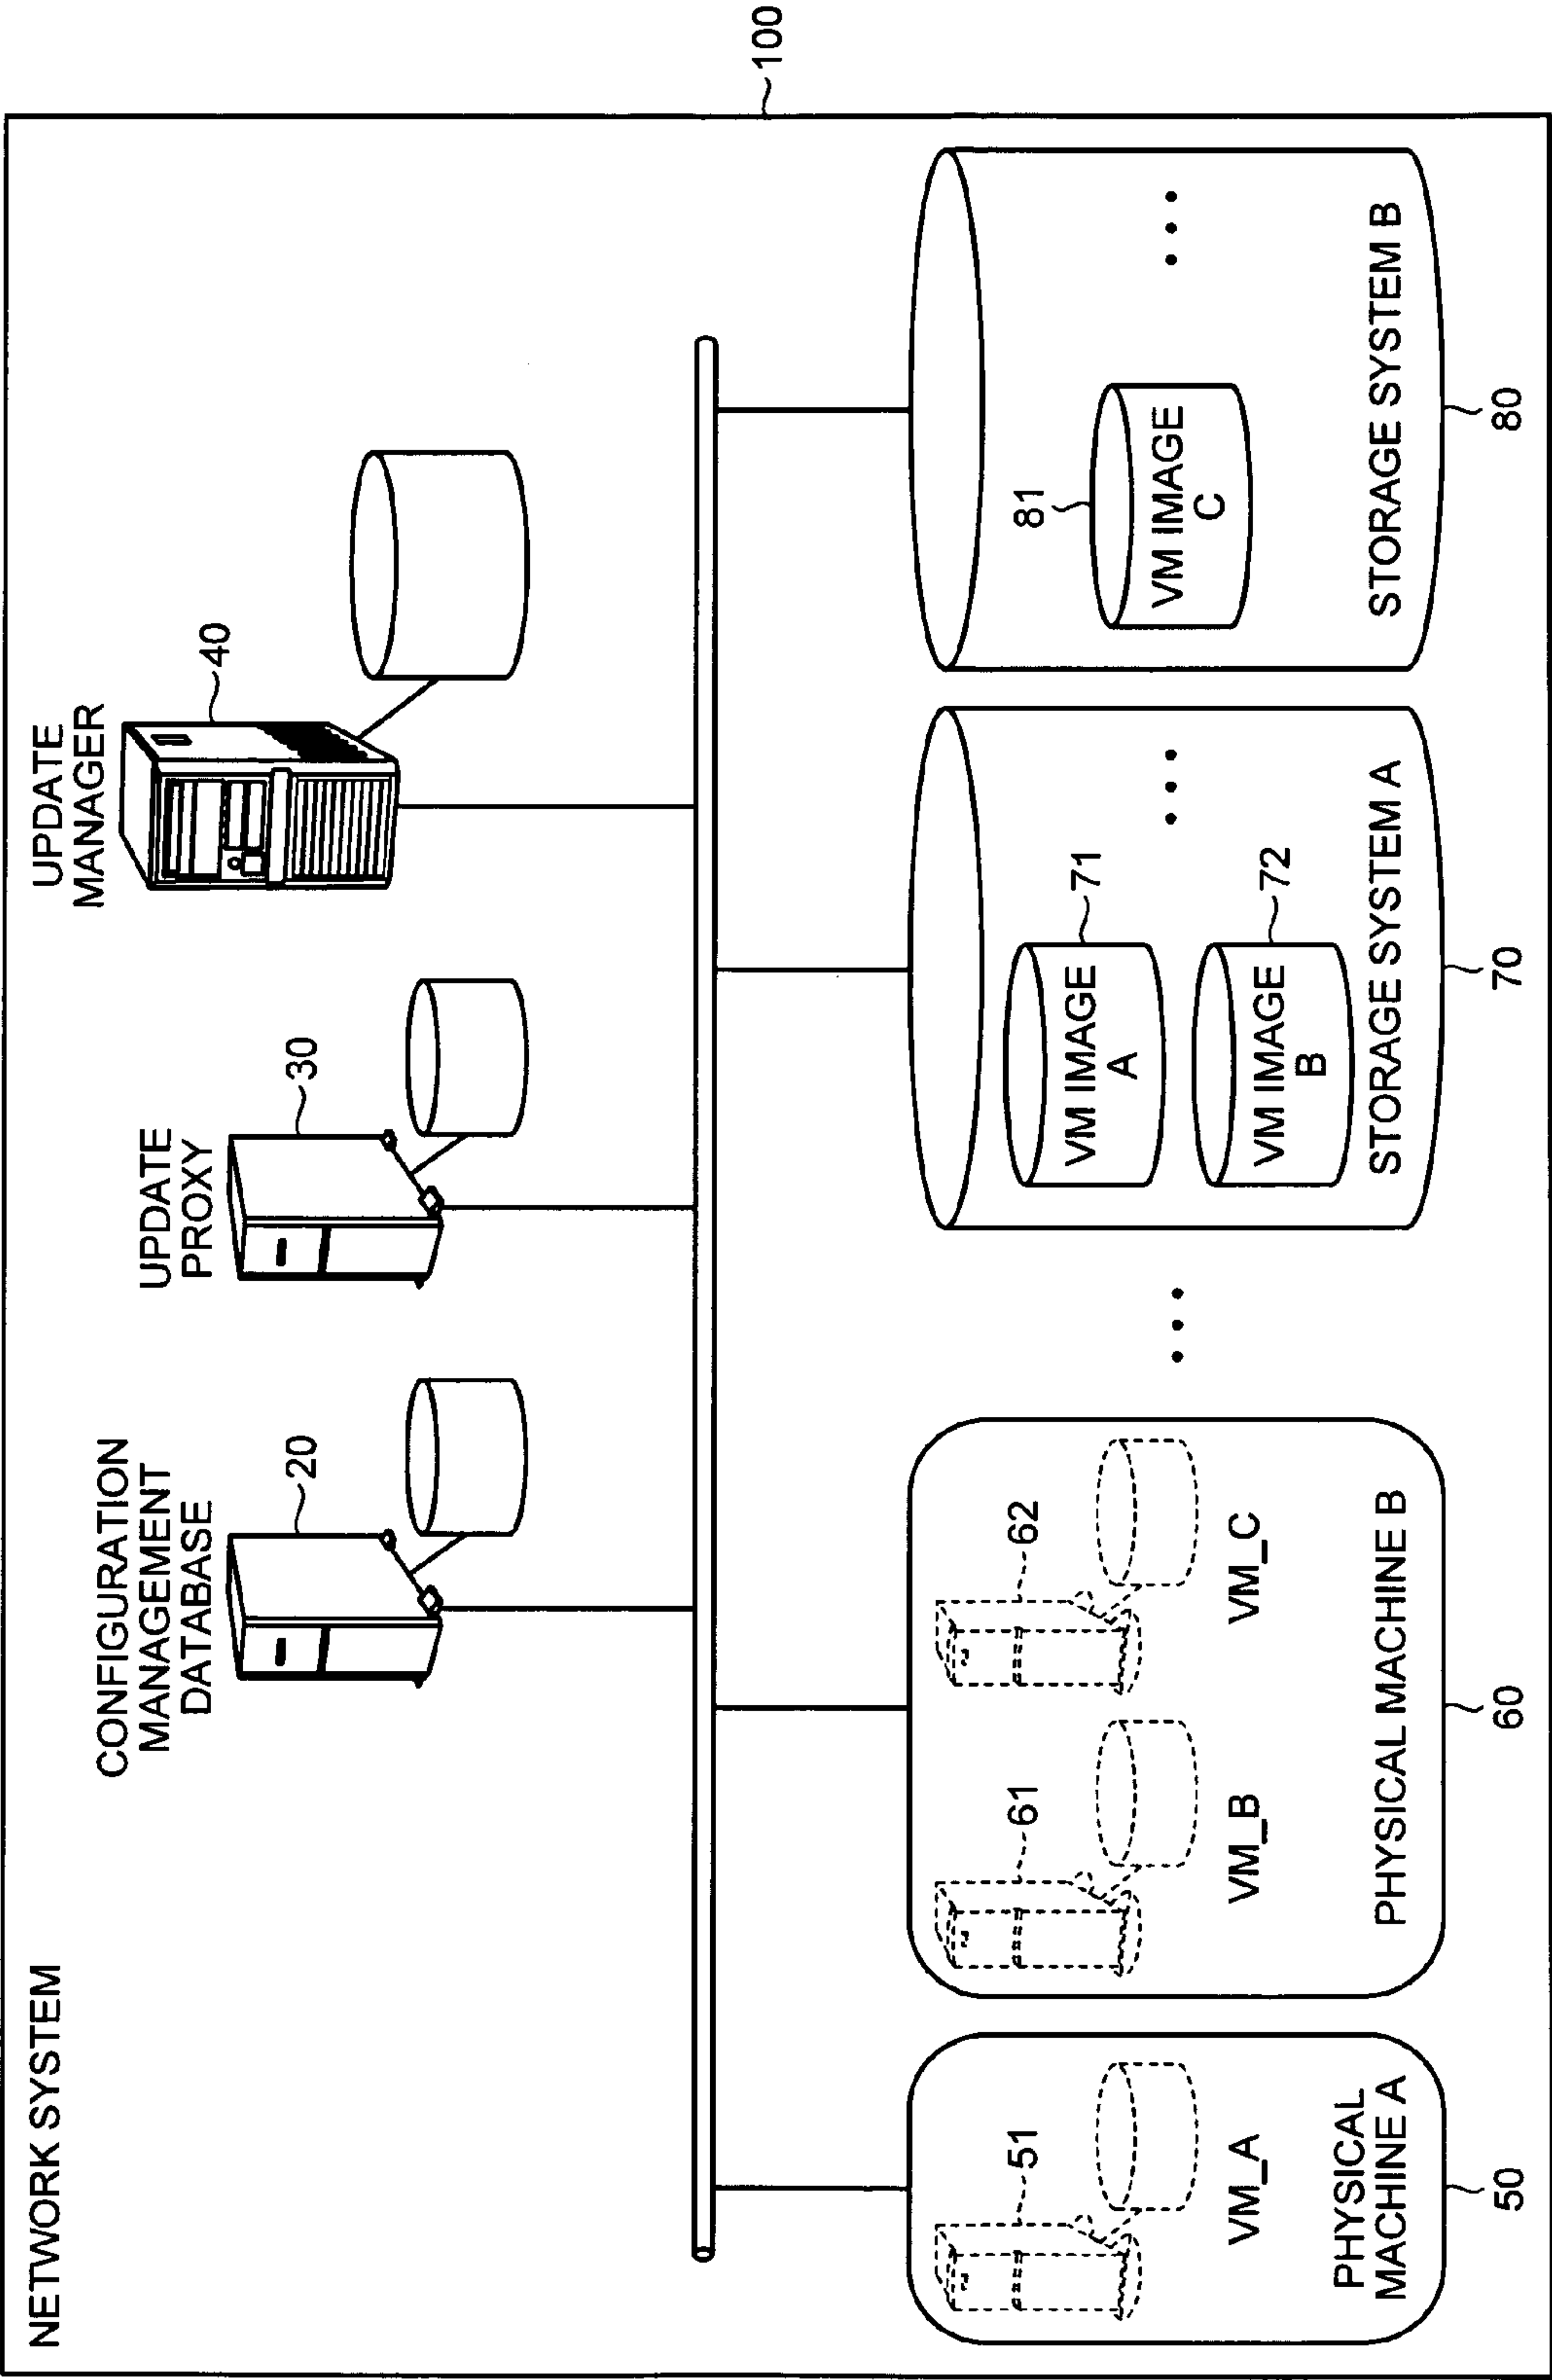 NETWORK SYSTEM
100
CONFIGURATION
MANAGEMENT
DATABASE
20
UPDATE
PROXY
30
UPDATE
MANAGER
40
51
VM_A
PHYSICAL
MACHINE A
50
61
VM_B
62
VM_C
PHYSICAL MACHINE B
60
VM IMAGE
A
71
VM IMAGE
B
72
STORAGE SYSTEM A
70
81
VM IMAGE
C
STORAGE SYSTEM B
80